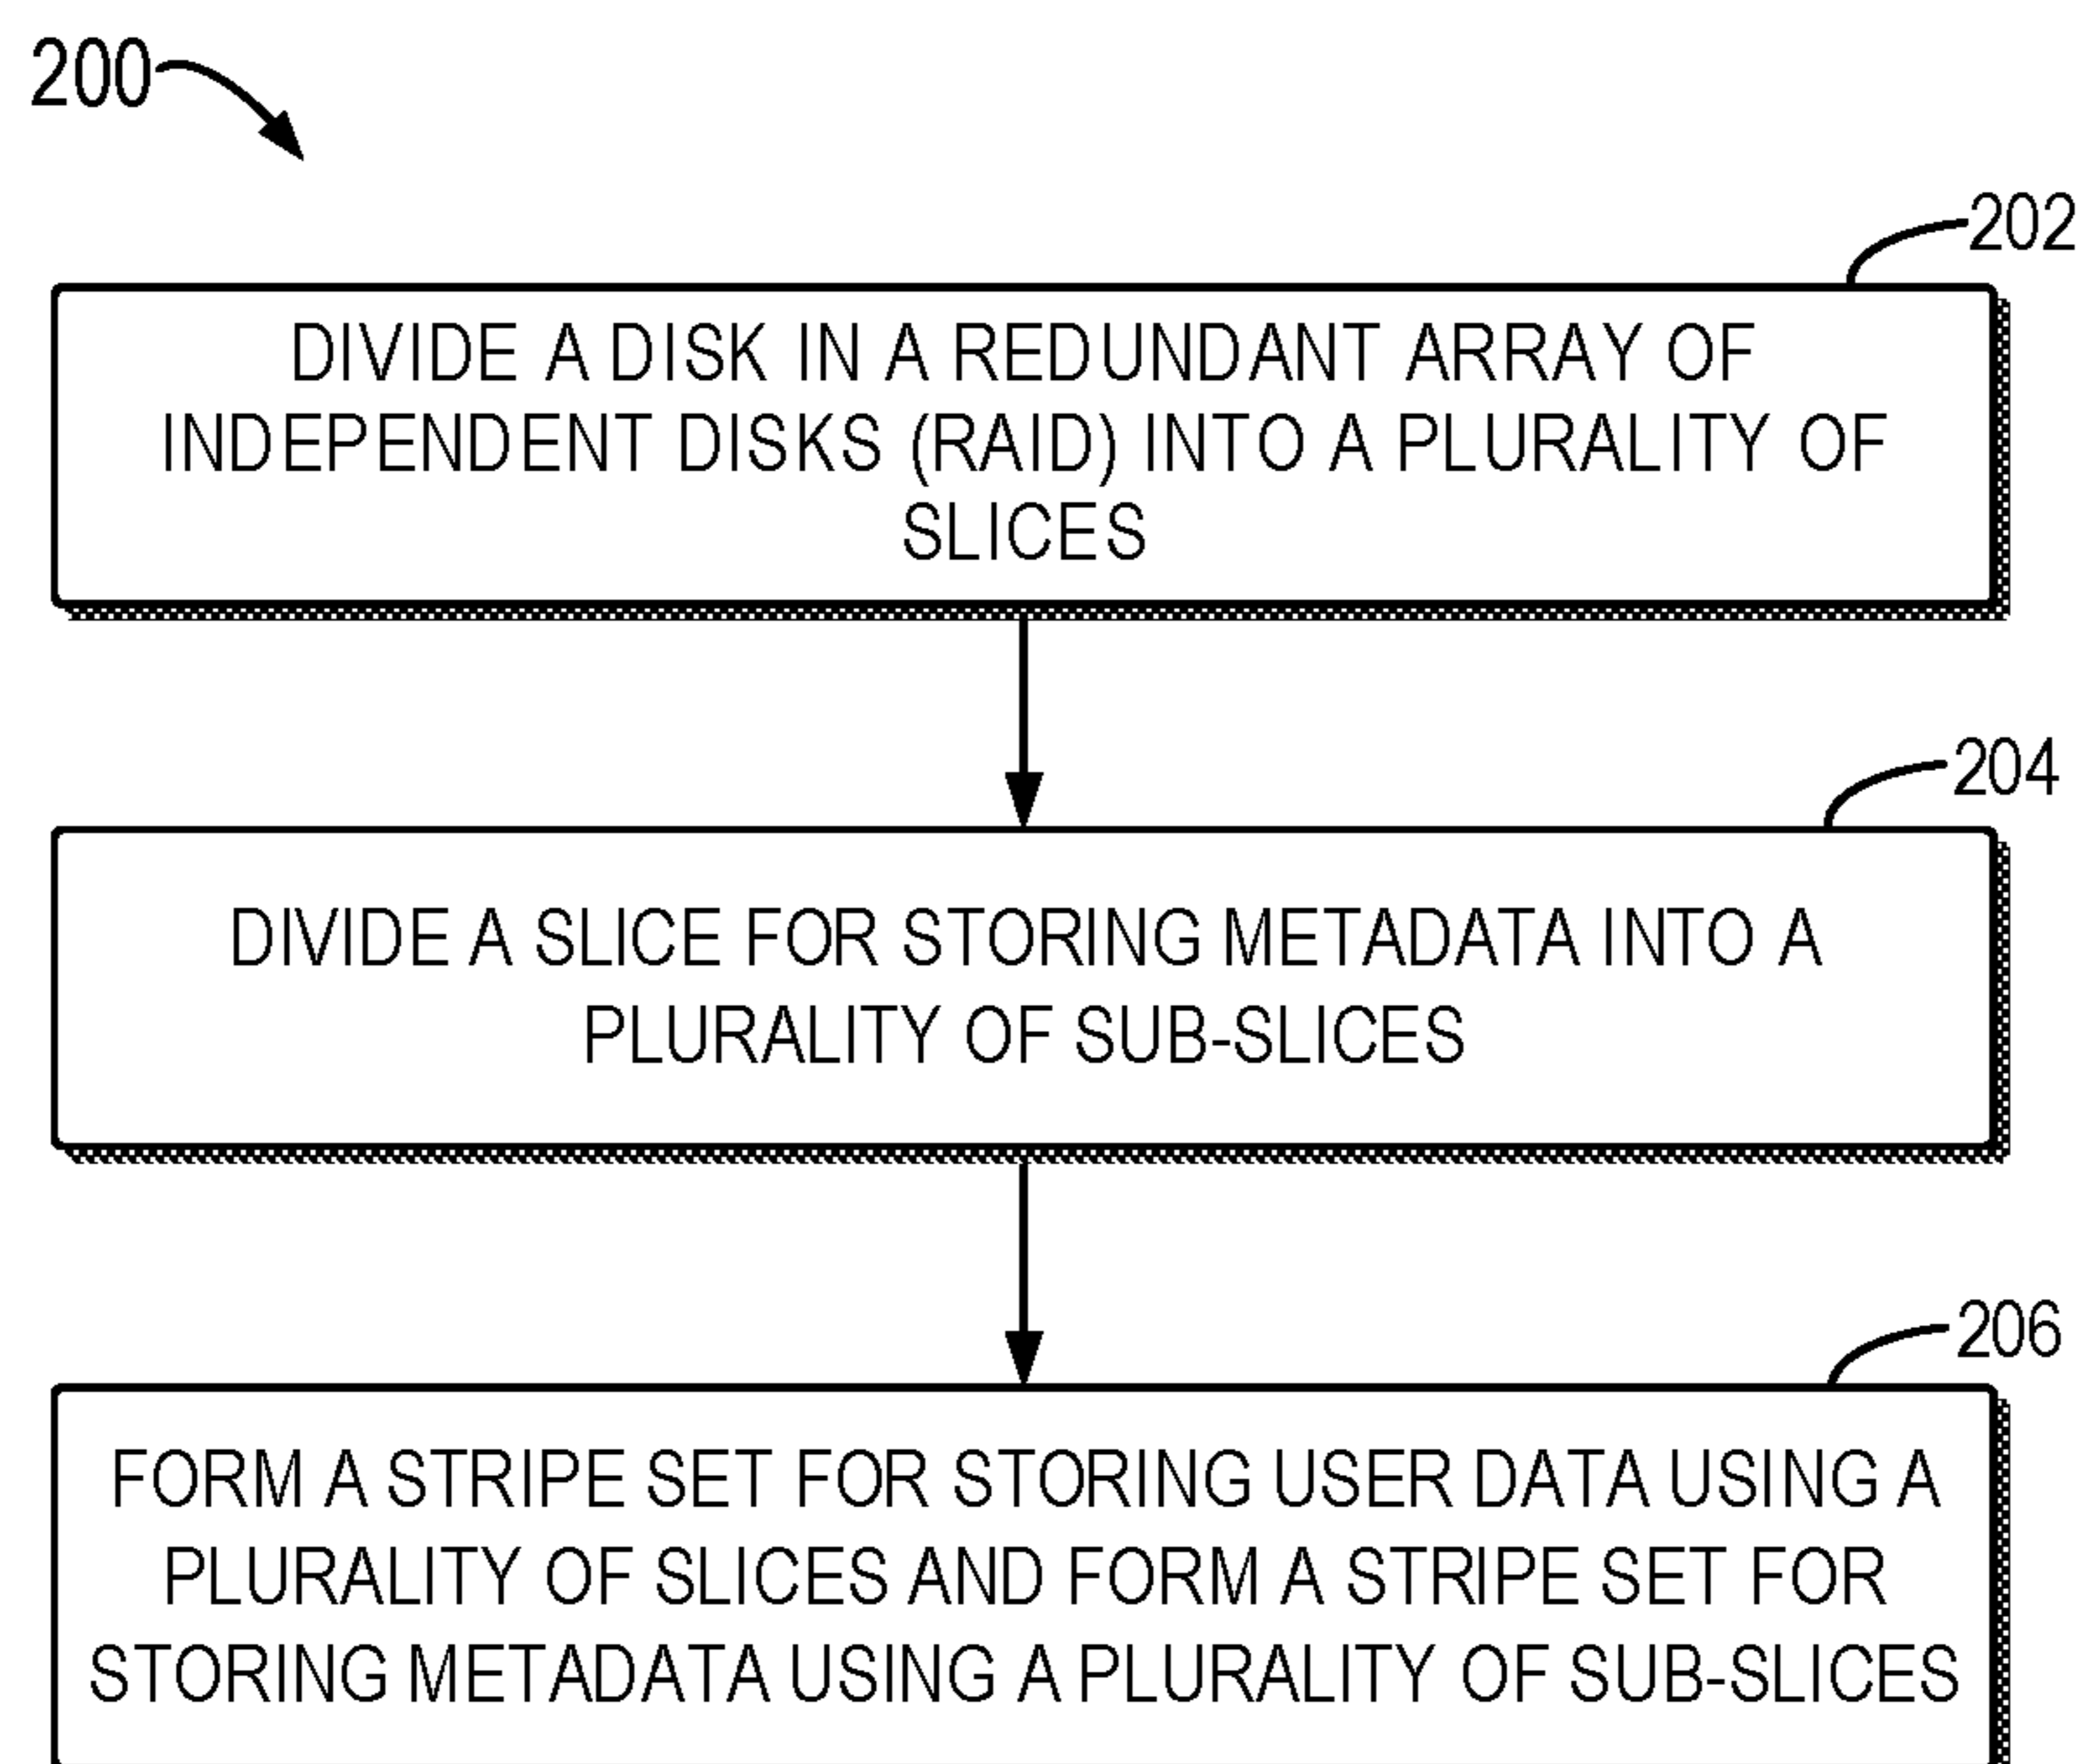 200
202
DIVIDE A DISK IN A REDUNDANT ARRAY OF
INDEPENDENT DISKS (RAID) INTO A PLURALITY OF
SLICES
204
DIVIDE A SLICE FOR STORING METADATA INTO A
PLURALITY OF SUB-SLICES
206
FORM A STRIPE SET FOR STORING USER DATA USING A
PLURALITY OF SLICES AND FORM A STRIPE SET FOR
STORING METADATA USING A PLURALITY OF SUB-SLICES